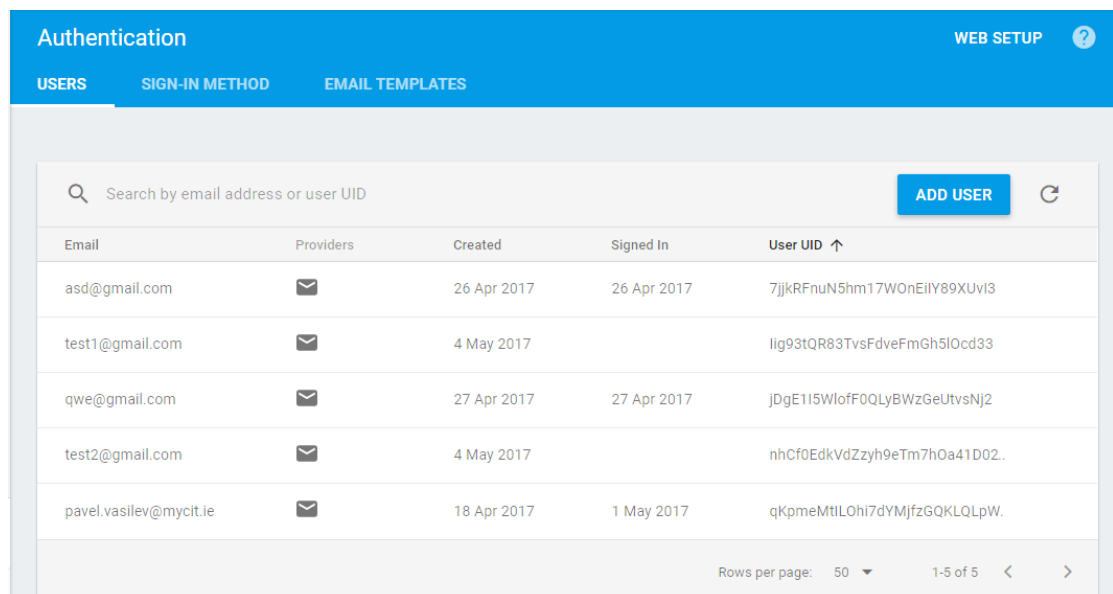 Authentication WEB SETUP ?
USERS SIGN-IN METHOD EMAIL TEMPLATES
Search by email address or user UID ADD USER
Email Providers Created Signed In User UID
asd@gmail.com 26 Apr 2017 26 Apr 2017 7jjkRFnuN5hm17WOnEiIY89XUvI3
test1@gmail.com 4 May 2017 Iig93tQR83TvsFdveFmGh5lOcd33
qwe@gmail.com 27 Apr 2017 27 Apr 2017 jDgE1I5WlofF0QLyBWzGeUtvsNj2
test2@gmail.com 4 May 2017 nhCf0EdkVdZzyh9eTm7hOa41D02..
pavel.vasilev@mycit.ie 18 Apr 2017 1 May 2017 qKpmeMtILOhi7dYMjfzGQKLQLpW.
Rows per page: 50 1-5 of 5